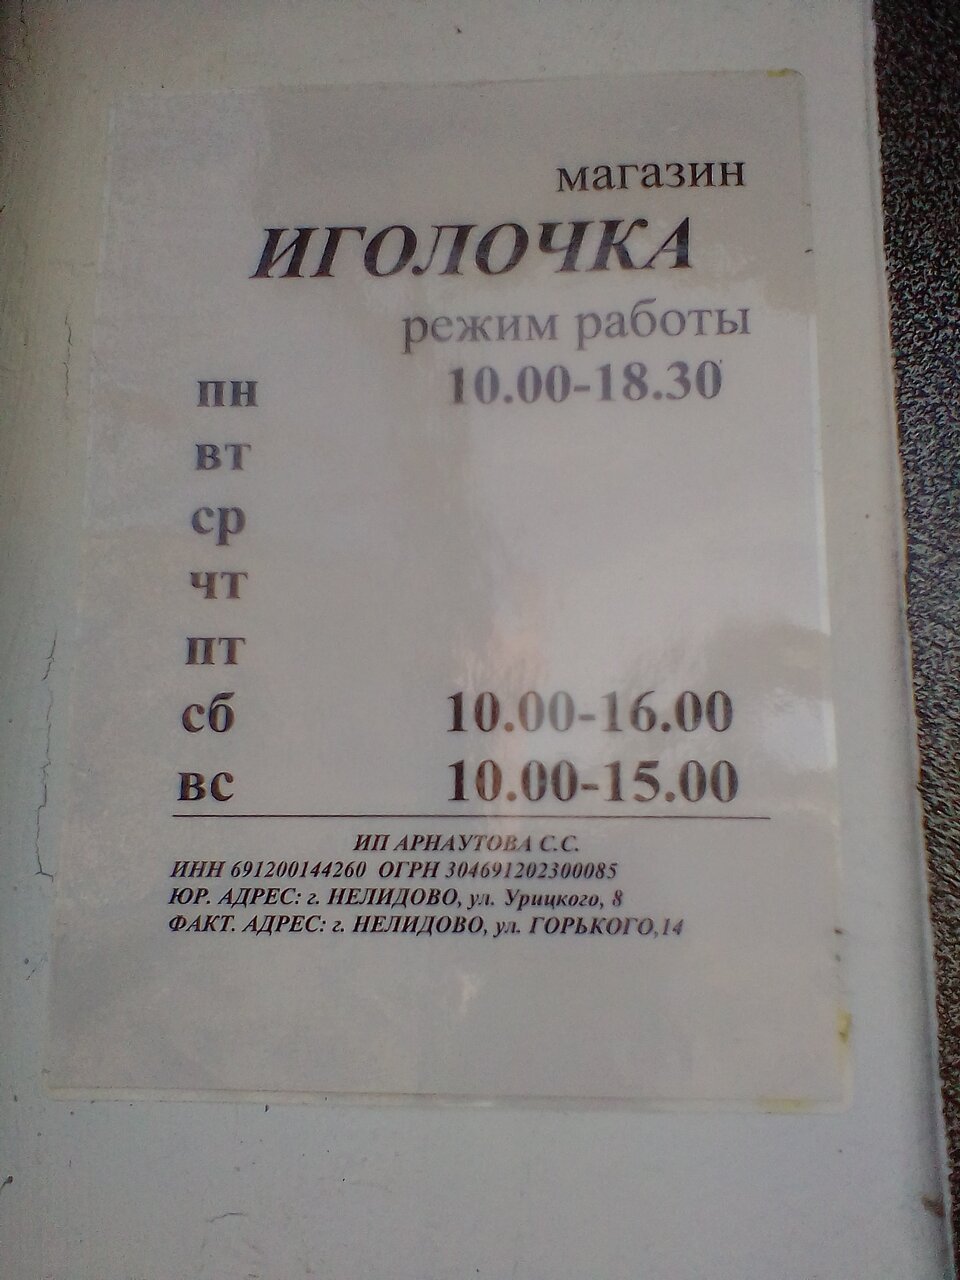 магазин
ИГОЛОЧКА
режим работы
пн 10.00-18.30
вт
ср
чт
пт
сб 10.00-16.00
вс 10.00-15.00
ИП АРНАУТОВА С.С.
ИНН 691200144260 ОГРН 304691202300085
ЮР. АДРЕС: г. НЕЛИДОВО, ул. Урицкого, 8
ФАКТ. АДРЕС: г. НЕЛИДОВО, ул. ГОРЬКОГО,14